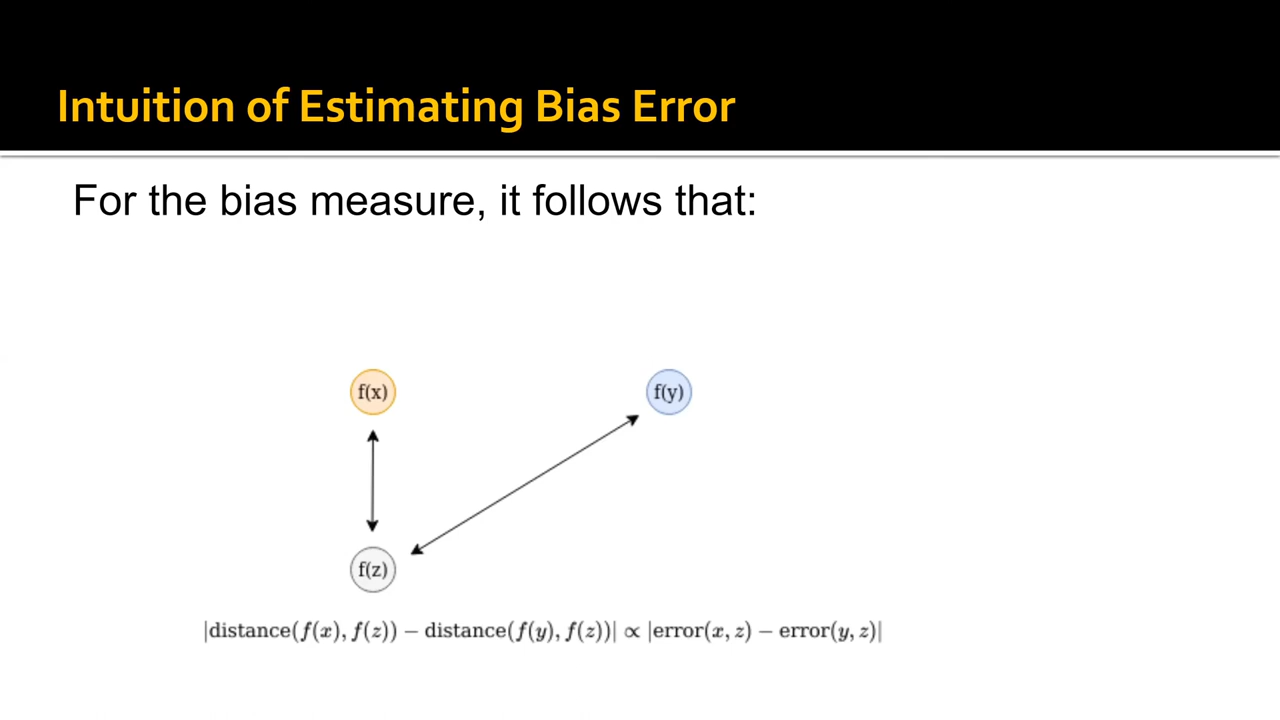 Intuition of Estimating Bias Error
For the bias measure, it follows that:
f(x) f(y)
f(z)
|distance(f(x), f(z)) − distance(f(y), f(z))| ∝ |error(x, z) − error(y, z)|